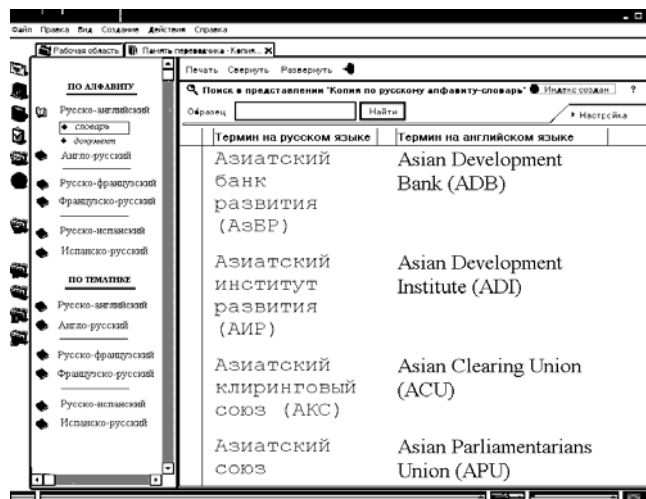 Файл Правка Вид Создание Действия Справка
Рабочая область Память переводчика - Копия... X
ПО АЛФАВИТУ
Русско-английский
словарь
документ
Англо-русский
Русско-французский
Французско-русский
Русско-испанский
Испанско-русский
ПО ТЕМАТИКЕ
Русско-английский
Англо-русский
Русско-французский
Французско-русский
Русско-испанский
Испанско-русский
Печать Свернуть Развернуть
Поиск в представлении 'Копия по русскому алфавиту-словарь' Индекс создан ?
Образец Найти
Настройка
Термин на русском языке Термин на английском языке
Азиатский Asian Development
банк Bank (ADB)
развития
(АзБР)
Азиатский Asian Development
институт Institute (ADI)
развития
(АИР)
Азиатский Asian Clearing Union
клиринговый (ACU)
союз (АКС)
Азиатский Asian Parliamentarians
союз Union (APU)